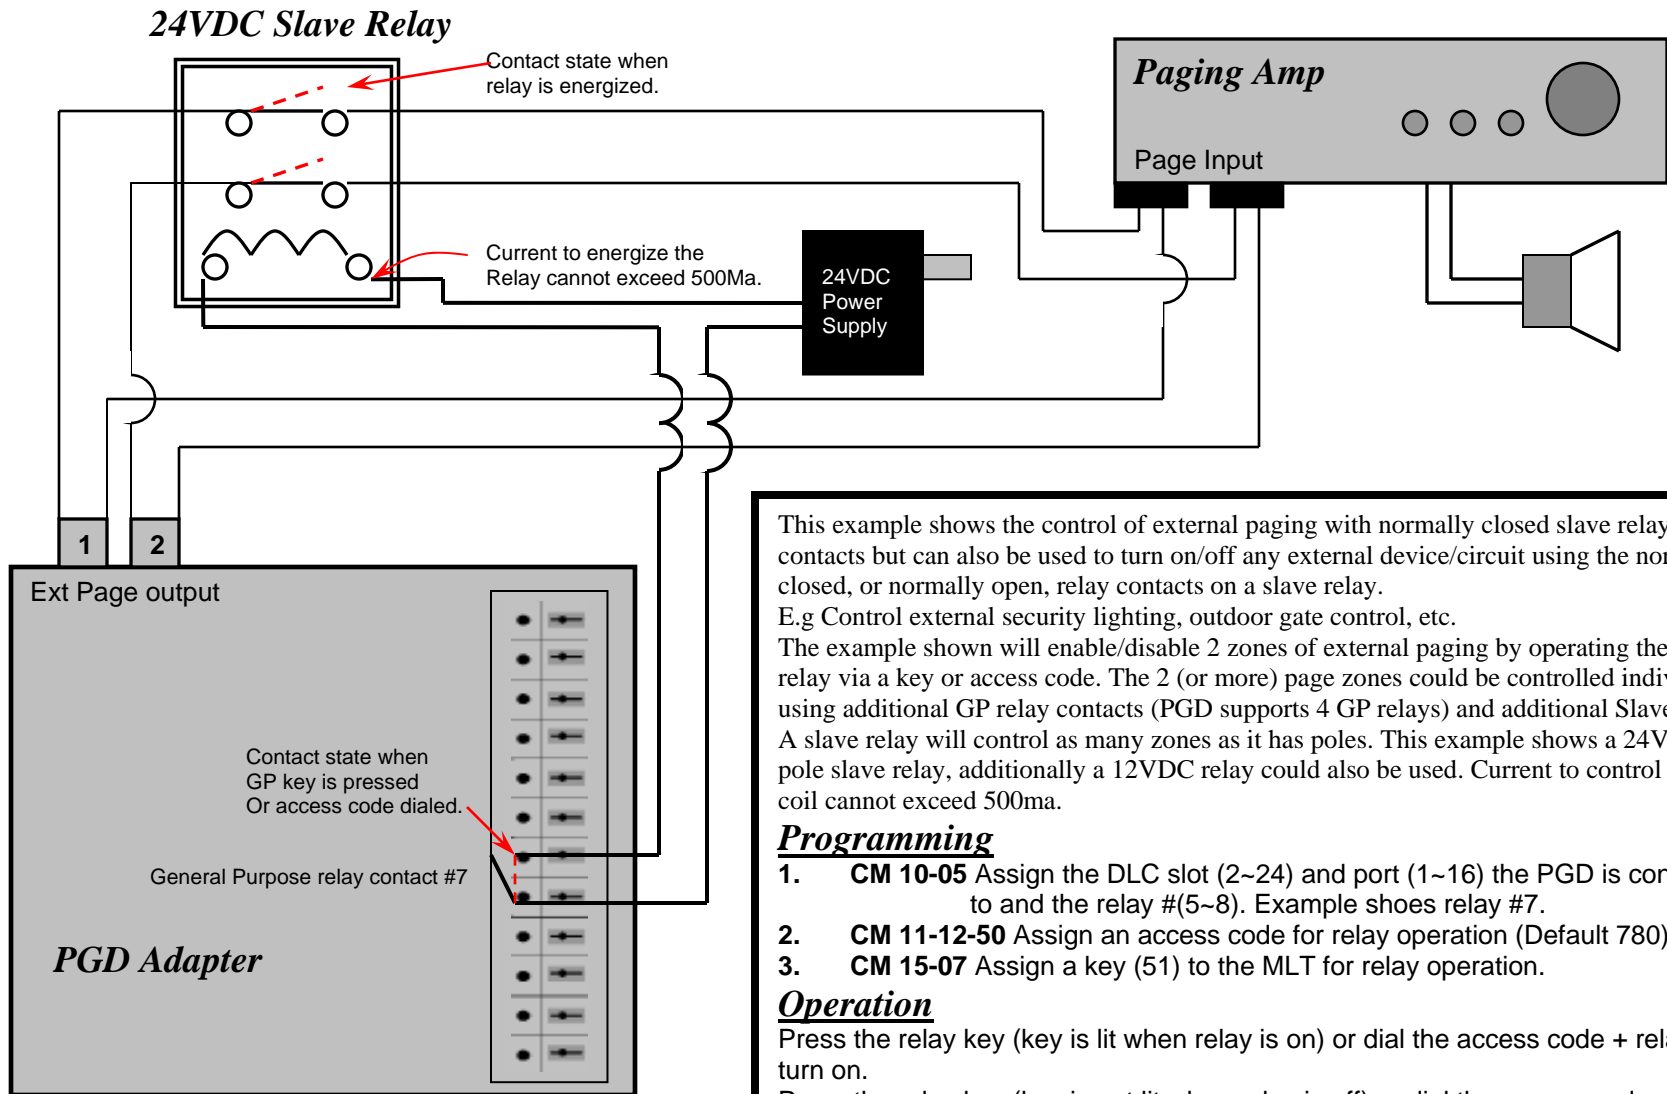 24VDC Slave Relay
Contact state when
relay is energized.
Paging Amp
Page Input
Current to energize the
Relay cannot exceed 500Ma.
24VDC
Power
Supply
1 2
Ext Page output
Contact state when
GP key is pressed
Or access code dialed.
General Purpose relay contact #7
PGD Adapter
This example shows the control of external paging with normally closed slave relay
contacts but can also be used to turn on/off any external device/circuit using the nor
closed, or normally open, relay contacts on a slave relay.
E.g Control external security lighting, outdoor gate control, etc.
The example shown will enable/disable 2 zones of external paging by operating the
relay via a key or access code. The 2 (or more) page zones could be controlled indiv
using additional GP relay contacts (PGD supports 4 GP relays) and additional Slave
A slave relay will control as many zones as it has poles. This example shows a 24V
pole slave relay, additionally a 12VDC relay could also be used. Current to control
coil cannot exceed 500ma.
Programming
1. CM 10-05 Assign the DLC slot (2~24) and port (1~16) the PGD is con
to and the relay #(5~8). Example shoes relay #7.
2. CM 11-12-50 Assign an access code for relay operation (Default 780)
3. CM 15-07 Assign a key (51) to the MLT for relay operation.
Operation
Press the relay key (key is lit when relay is on) or dial the access code + rela
turn on.